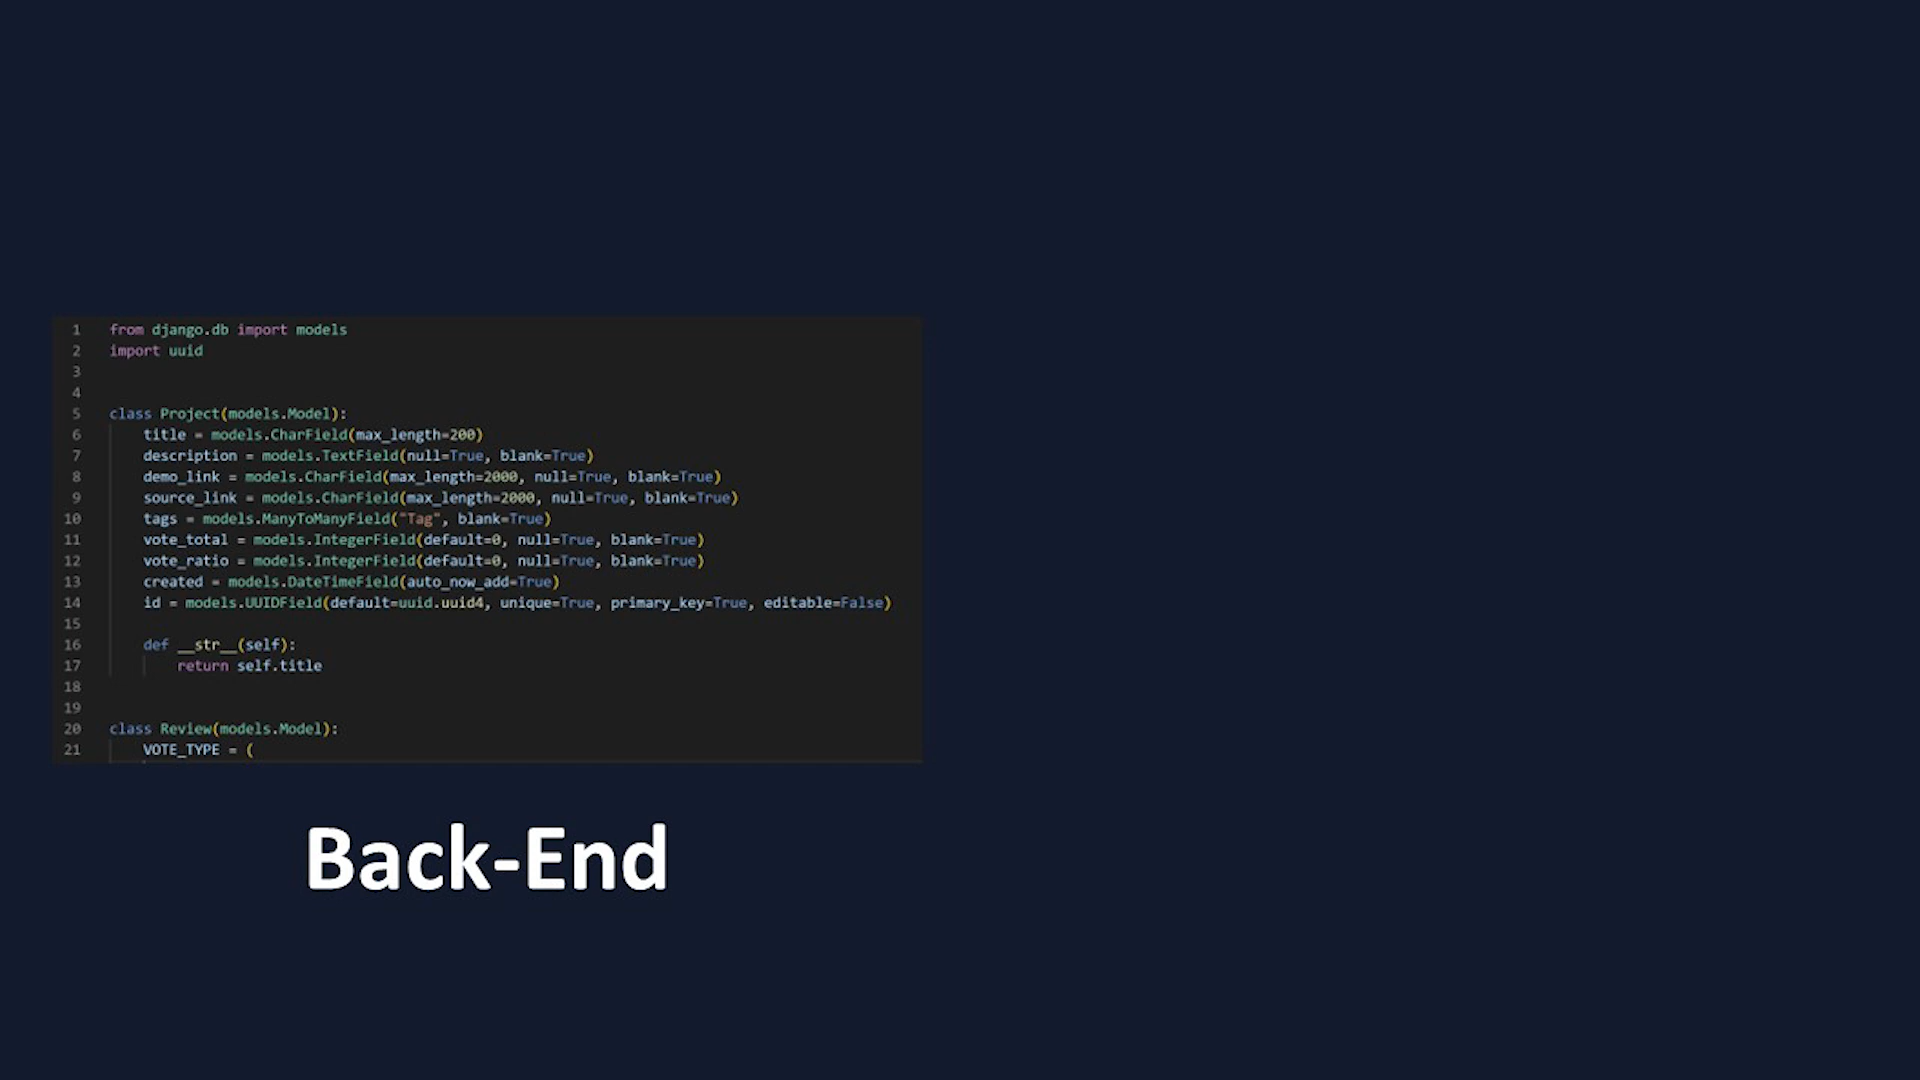 1 from django.db import models
2 import uuid
3
4
5 class Project(models.Model):
6 title = models.CharField(max_length=200)
7 description = models.TextField(null=True, blank=True)
8 demo_link = models.CharField(max_length=2000, null=True, blank=True)
9 source_link = models.CharField(max_length=2000, null=True, blank=True)
10 tags = models.ManyToManyField("Tag", blank=True)
11 vote_total = models.IntegerField(default=0, null=True, blank=True)
12 vote_ratio = models.IntegerField(default=0, null=True, blank=True)
13 created = models.DateTimeField(auto_now_add=True)
14 id = models.UUIDField(default=uuid.uuid4, unique=True, primary_key=True, editable=False)
15
16 def __str__(self):
17 return self.title
18
19
20 class Review(models.Model):
21 VOTE_TYPE = (
Back-End